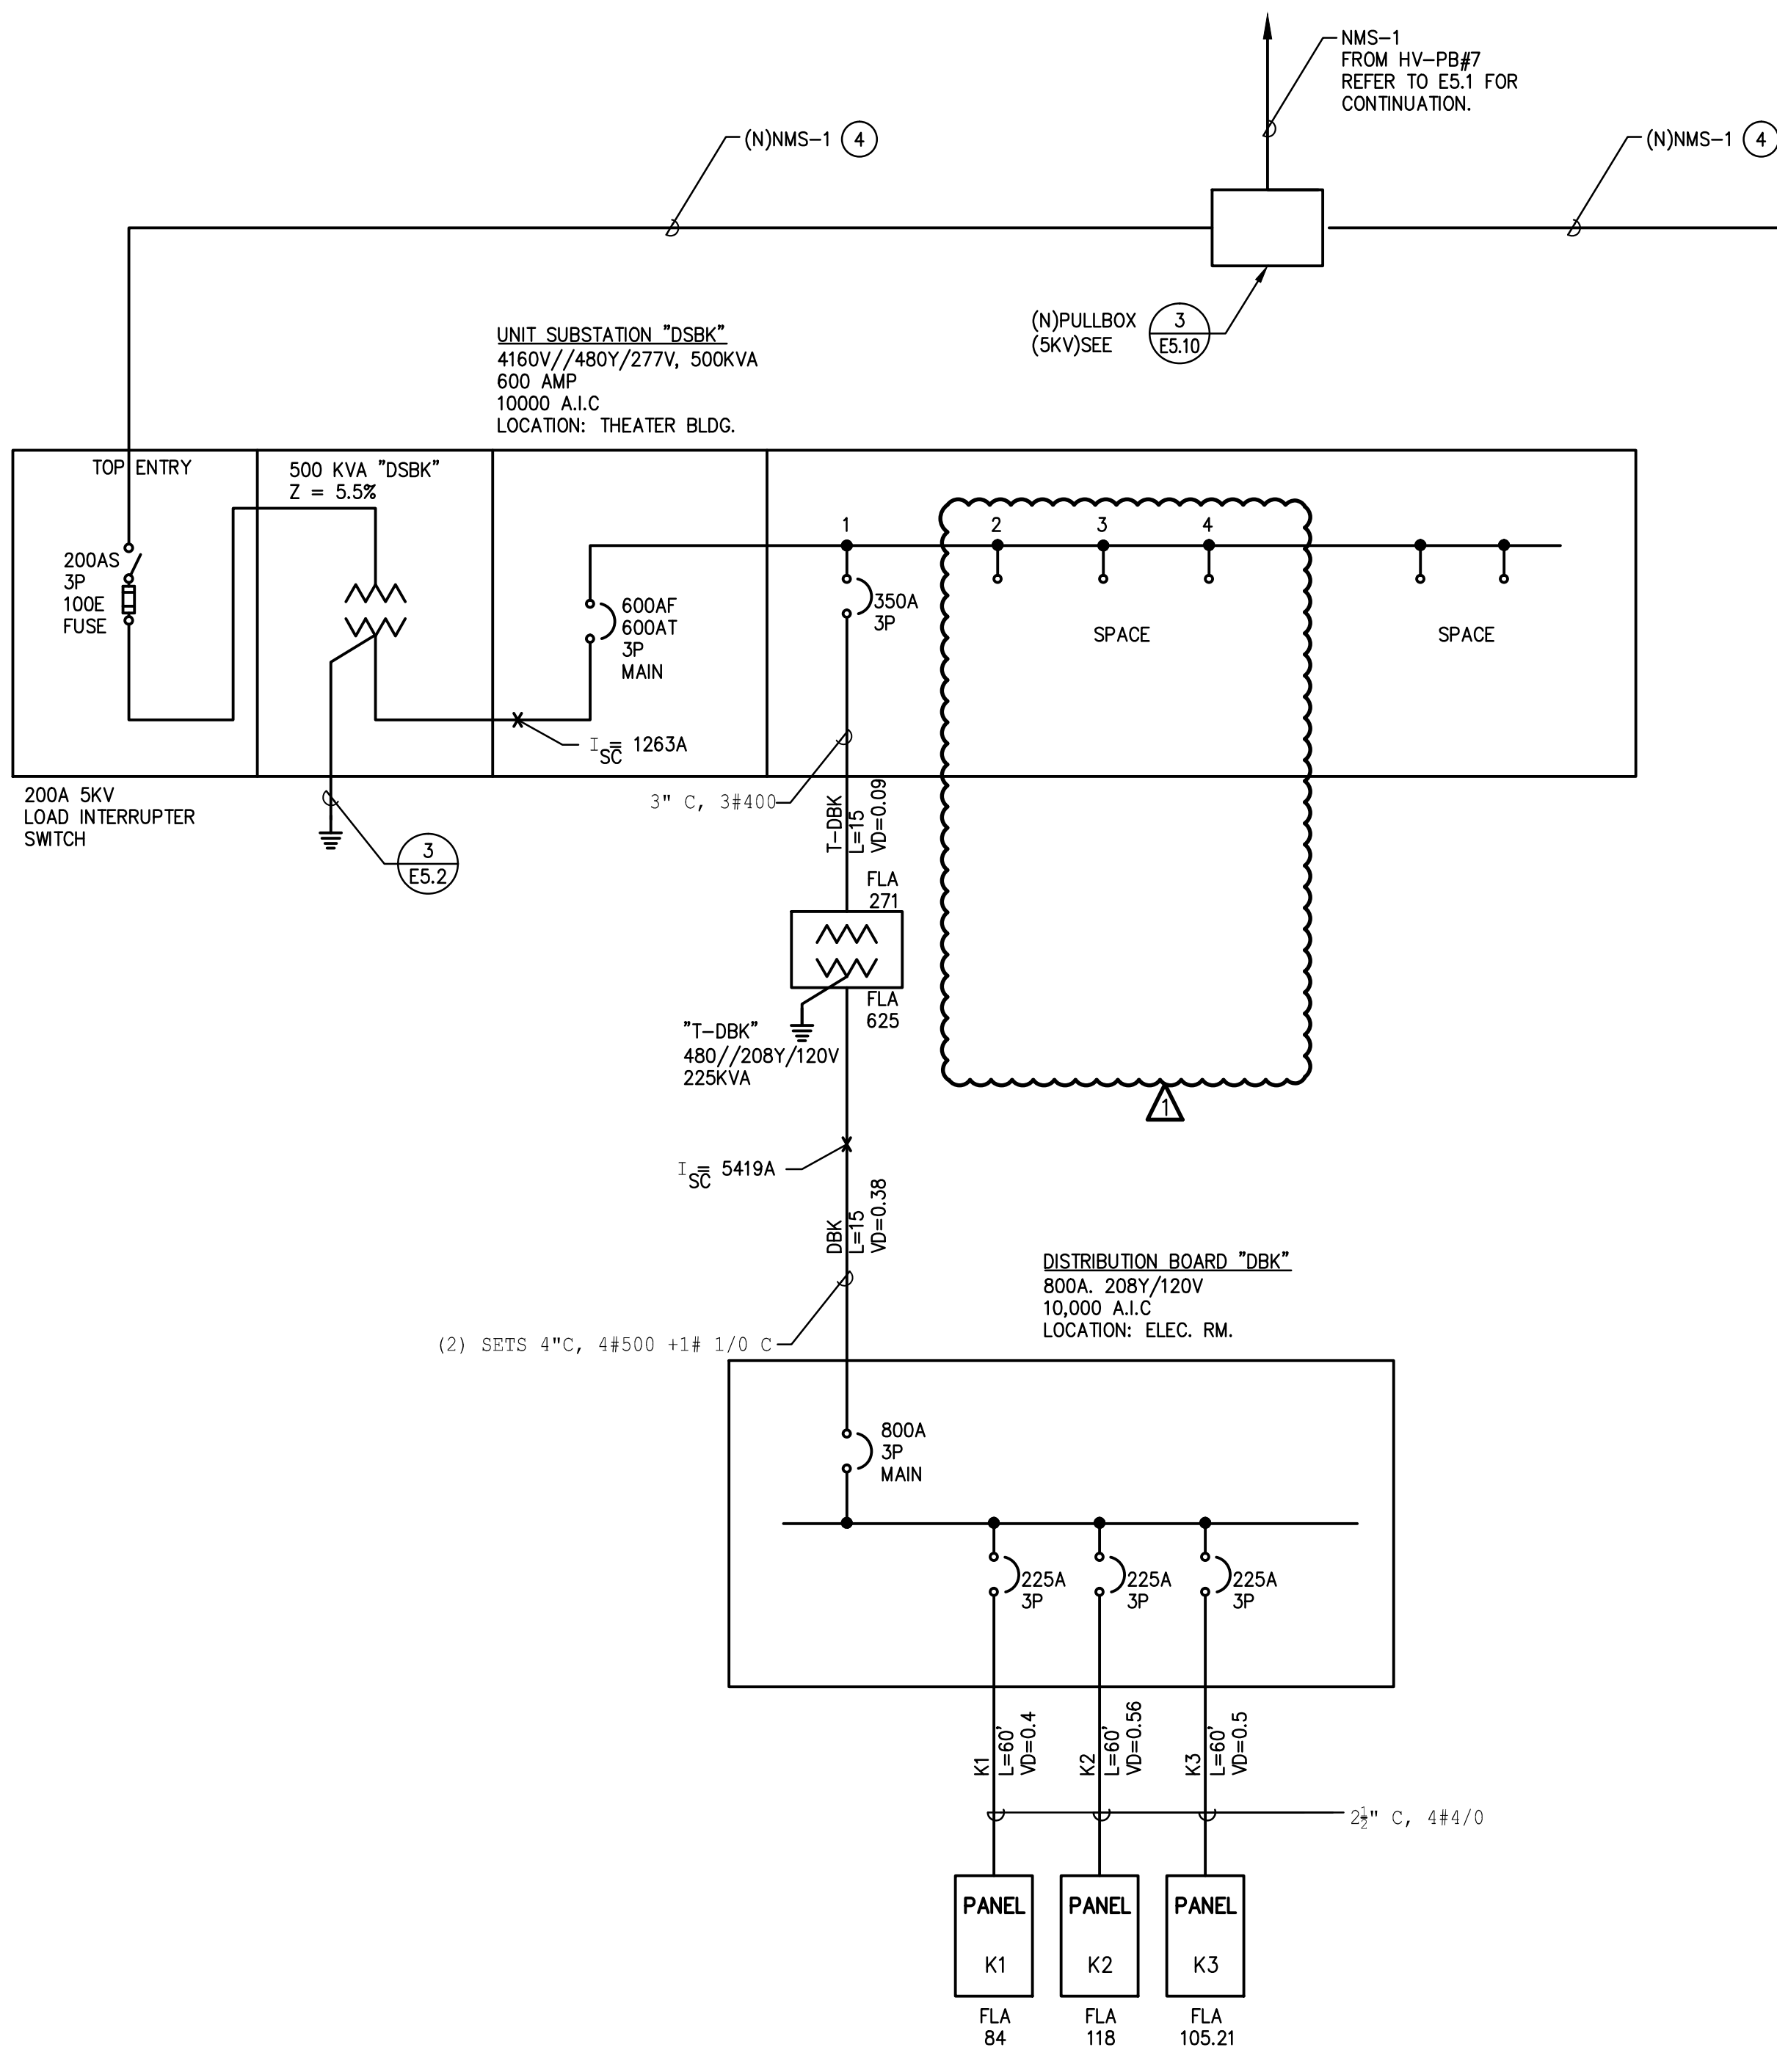 NMS-1
FROM HV-PB#7
REFER TO E5.1 FOR
CONTINUATION.
(N)NMS-1 4
(N)NMS-1 4
(N)PULLBOX
(5KV)SEE
3
E5.10
UNIT SUBSTATION "DSBK"
4160V//480Y/277V, 500KVA
600 AMP
10000 A.I.C
LOCATION: THEATER BLDG.
TOP ENTRY
500 KVA "DSBK"
Z = 5.5%
200AS
3P
100E
FUSE
600AF
600AT
3P
MAIN
1
2
3
4
350A
3P
SPACE
SPACE
ISC= 1263A
200A 5KV
LOAD INTERRUPTER
SWITCH
3
E5.2
3" C, 3#400
T-DBK
L=15
VD=0.09
FLA
271
FLA
625
"T-DBK"
480//208Y/120V
225KVA
1
ISC= 5419A
DBK
L=15
VD=0.38
(2) SETS 4"C, 4#500 +1# 1/0 C
DISTRIBUTION BOARD "DBK"
800A. 208Y/120V
10,000 A.I.C
LOCATION: ELEC. RM.
800A
3P
MAIN
225A
3P
225A
3P
225A
3P
K1
L=60'
VD=0.4
K2
L=60'
VD=0.56
K3
L=60'
VD=0.5
2½" C, 4#4/0
PANEL
K1
PANEL
K2
PANEL
K3
FLA
84
FLA
118
FLA
105.21